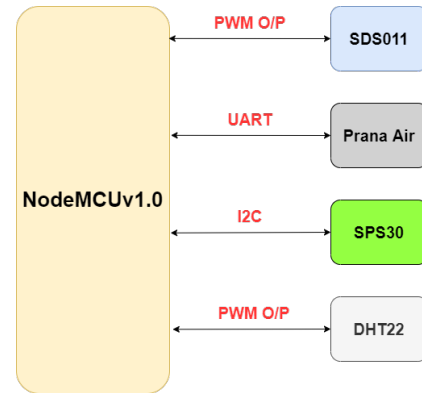 PWM O/P
SDS011
UART
Prana Air
NodeMCUv1.0
I2C
SPS30
PWM O/P
DHT22